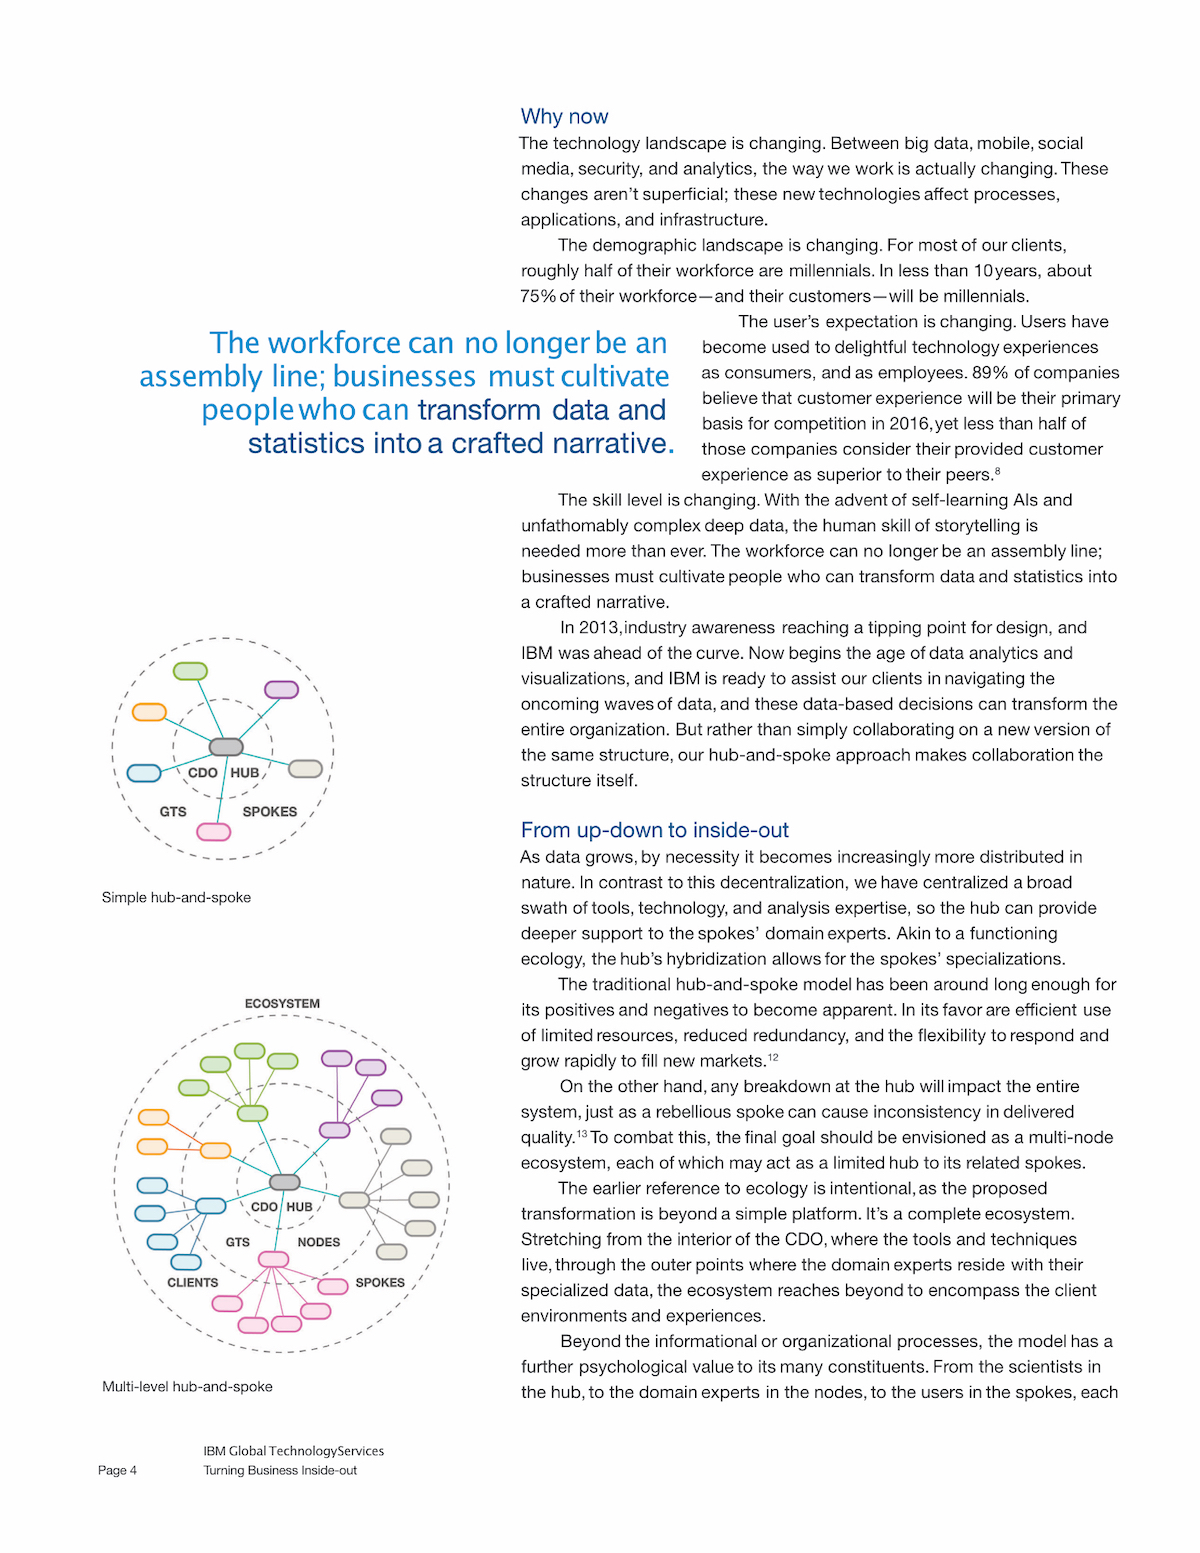 Why now
The technology landscape is changing. Between big data, mobile, social
media, security, and analytics, the way we work is actually changing. These
changes aren't superficial; these new technologies affect processes,
applications, and infrastructure.
The demographic landscape is changing. For most of our clients,
roughly half of their workforce are millennials. In less than 10 years, about
75% of their workforce—and their customers—will be millennials.
The user's expectation is changing. Users have
become used to delightful technology experiences
as consumers, and as employees. 89% of companies
believe that customer experience will be their primary
basis for competition in 2016, yet less than half of
those companies consider their provided customer
experience as superior to their peers.8
The workforce can no longer be an
assembly line; businesses must cultivate
people who can transform data and
statistics into a crafted narrative.
The skill level is changing. With the advent of self-learning AIs and
unfathomably complex deep data, the human skill of storytelling is
needed more than ever. The workforce can no longer be an assembly line;
businesses must cultivate people who can transform data and statistics into
a crafted narrative.
In 2013, industry awareness reaching a tipping point for design, and
IBM was ahead of the curve. Now begins the age of data analytics and
visualizations, and IBM is ready to assist our clients in navigating the
oncoming waves of data, and these data-based decisions can transform the
entire organization. But rather than simply collaborating on a new version of
the same structure, our hub-and-spoke approach makes collaboration the
structure itself.
CDO HUB
GTS SPOKES
Simple hub-and-spoke
From up-down to inside-out
As data grows, by necessity it becomes increasingly more distributed in
nature. In contrast to this decentralization, we have centralized a broad
swath of tools, technology, and analysis expertise, so the hub can provide
deeper support to the spokes' domain experts. Akin to a functioning
ecology, the hub's hybridization allows for the spokes' specializations.
The traditional hub-and-spoke model has been around long enough for
its positives and negatives to become apparent. In its favor are efficient use
of limited resources, reduced redundancy, and the flexibility to respond and
grow rapidly to fill new markets.12
On the other hand, any breakdown at the hub will impact the entire
system, just as a rebellious spoke can cause inconsistency in delivered
quality.13 To combat this, the final goal should be envisioned as a multi-node
ecosystem, each of which may act as a limited hub to its related spokes.
The earlier reference to ecology is intentional, as the proposed
transformation is beyond a simple platform. It's a complete ecosystem.
Stretching from the interior of the CDO, where the tools and techniques
live, through the outer points where the domain experts reside with their
specialized data, the ecosystem reaches beyond to encompass the client
environments and experiences.
Beyond the informational or organizational processes, the model has a
further psychological value to its many constituents. From the scientists in
the hub, to the domain experts in the nodes, to the users in the spokes, each
ECOSYSTEM
CDO HUB
GTS NODES
CLIENTS SPOKES
Multi-level hub-and-spoke
IBM Global Technology Services
Page 4 Turning Business Inside-out